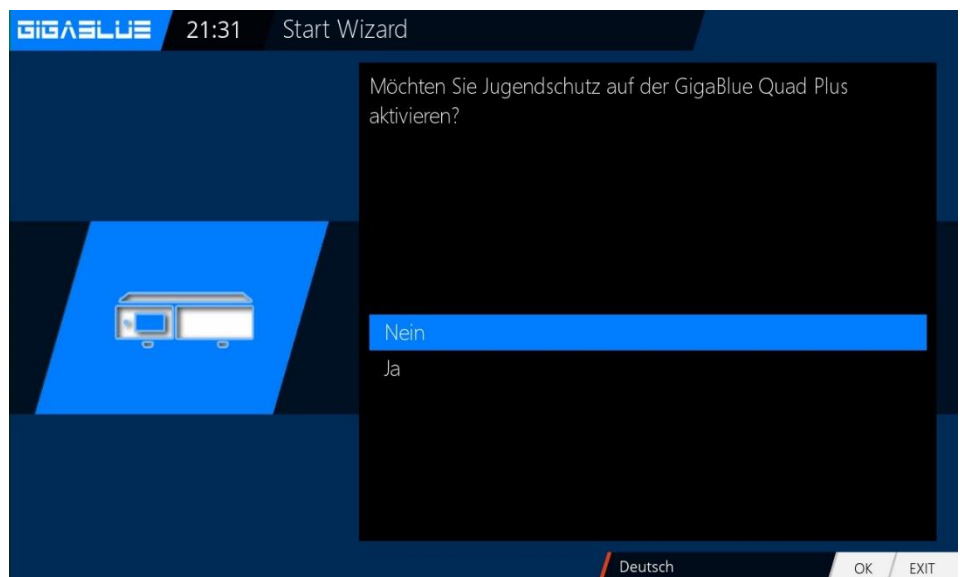 GIGABLUE 21:31 Start Wizard
Möchten Sie Jugendschutz auf der GigaBlue Quad Plus
aktivieren?
Nein
Ja
Deutsch OK EXIT